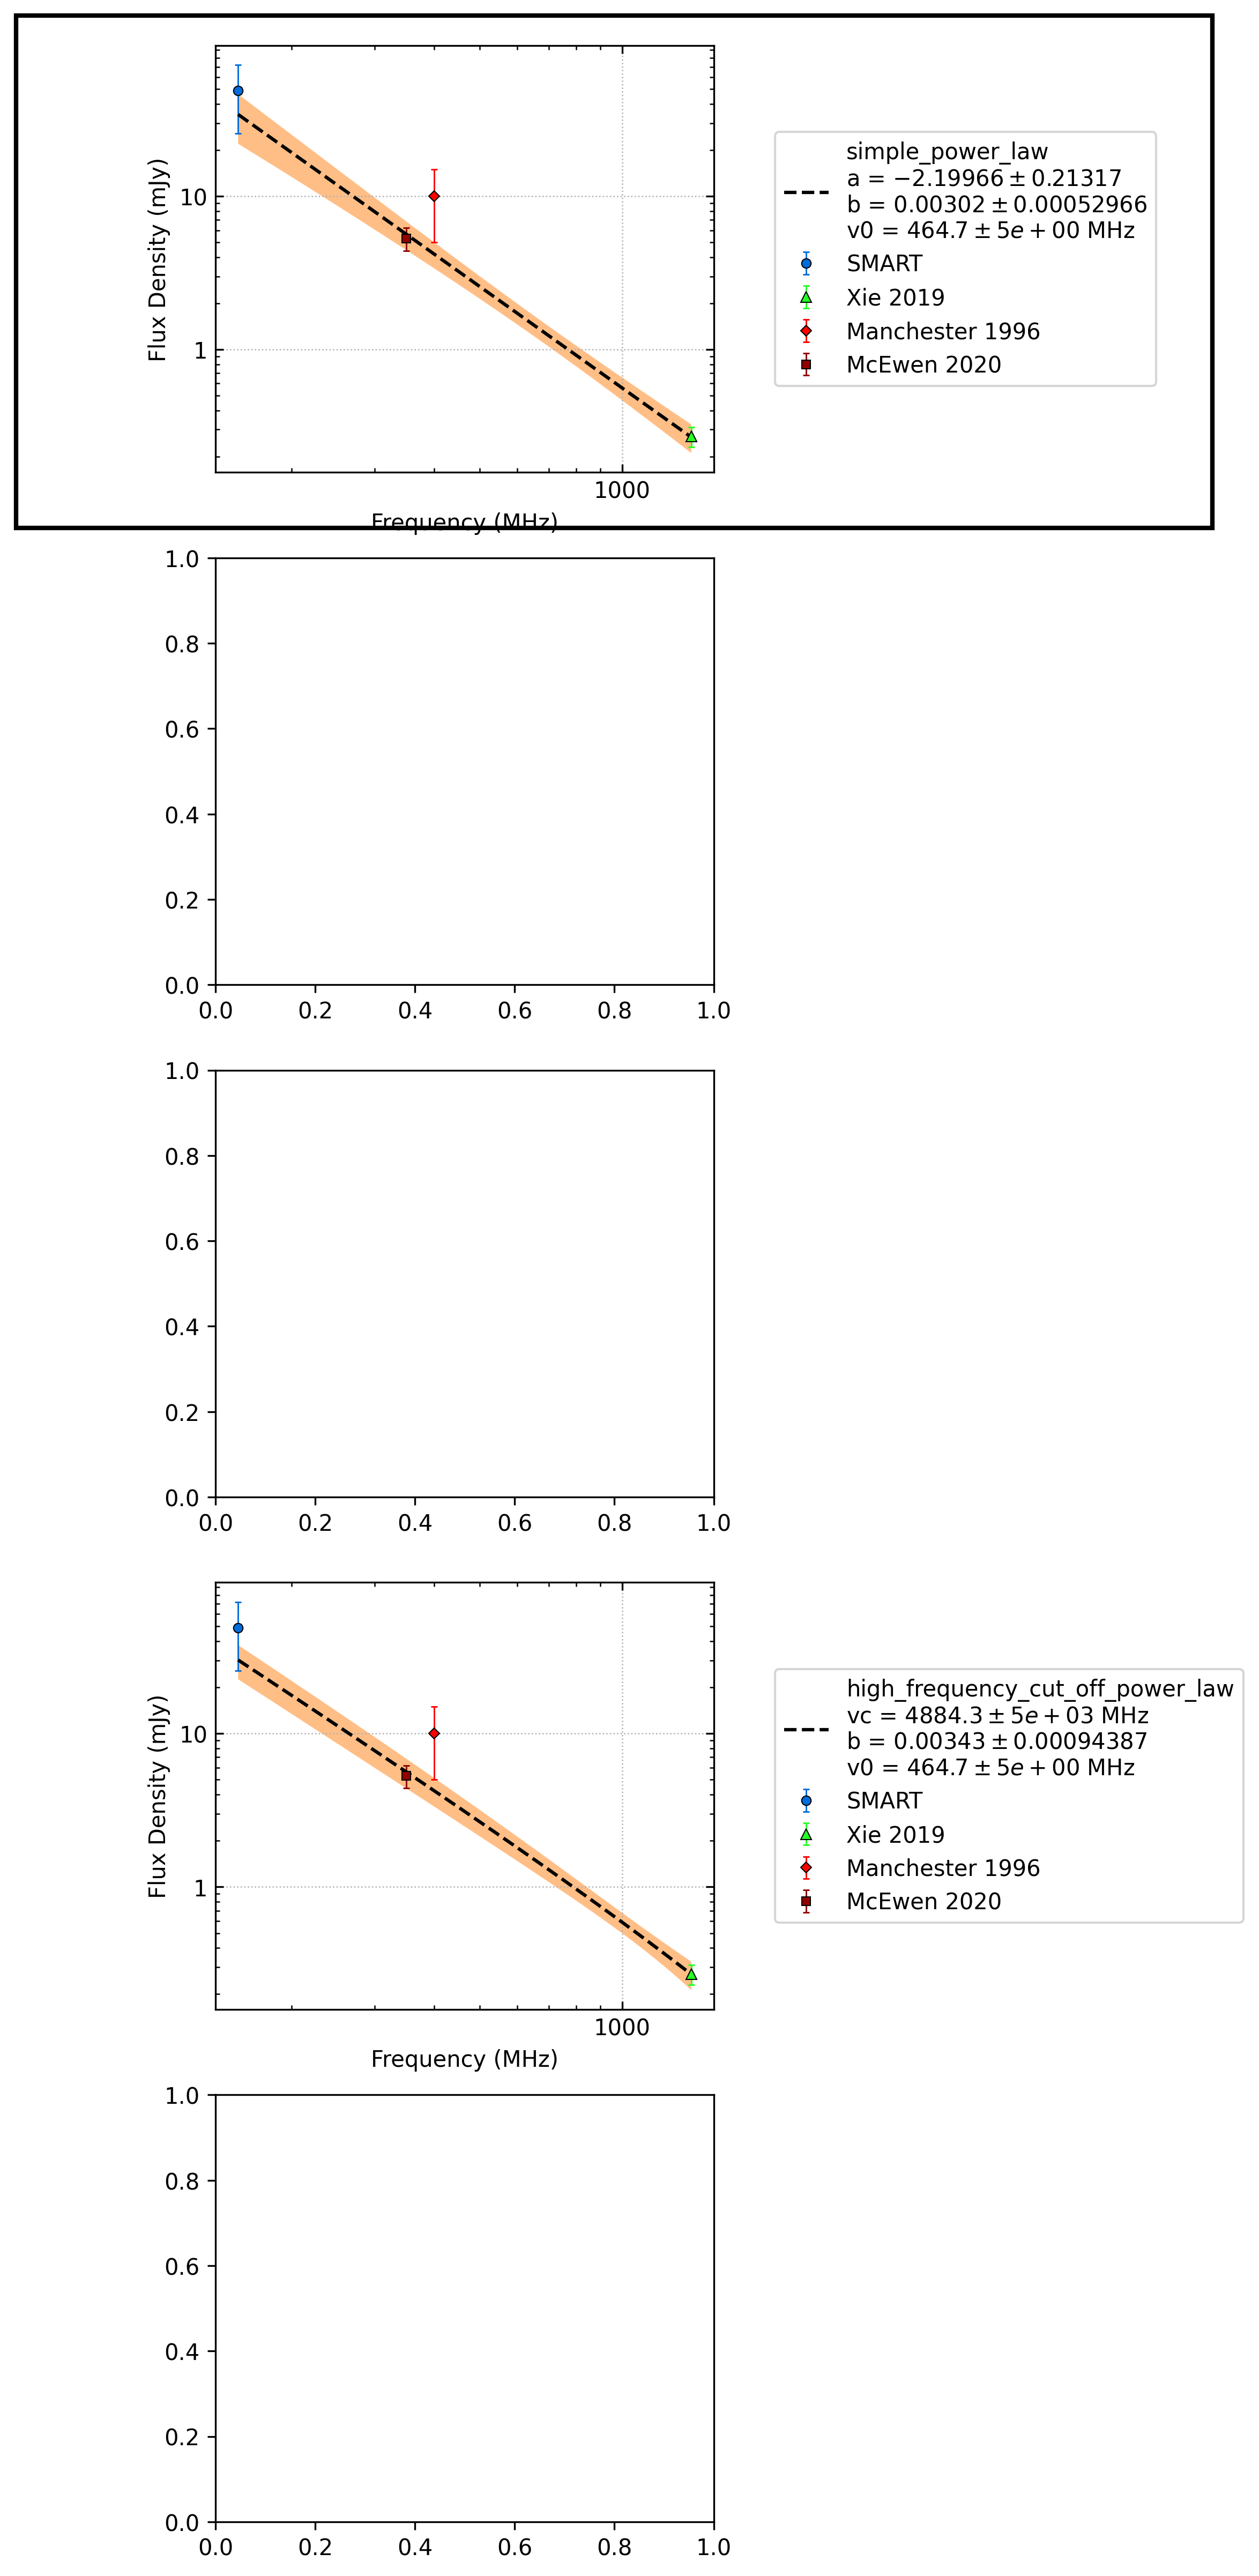 10
1
Flux Density (mJy)
1000
Frequency (MHz)
simple_power_law
a = −2.19966 ± 0.21317
b = 0.00302 ± 0.00052966
v0 = 464.7 ± 5e + 00 MHz
SMART
Xie 2019
Manchester 1996
McEwen 2020
1.0
0.8
0.6
0.4
0.2
0.0
0.0 0.2 0.4 0.6 0.8 1.0
1.0
0.8
0.6
0.4
0.2
0.0
0.0 0.2 0.4 0.6 0.8 1.0
10
1
Flux Density (mJy)
1000
Frequency (MHz)
high_frequency_cut_off_power_law
vc = 4884.3 ± 5e + 03 MHz
b = 0.00343 ± 0.00094387
v0 = 464.7 ± 5e + 00 MHz
SMART
Xie 2019
Manchester 1996
McEwen 2020
1.0
0.8
0.6
0.4
0.2
0.0
0.0 0.2 0.4 0.6 0.8 1.0